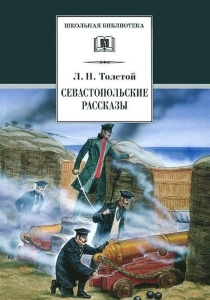 ШКОЛЬНАЯ БИБЛИОТЕКА
Л. Н. Толстой
СЕВАСТОПОЛЬСКИЕ
РАССКАЗЫ